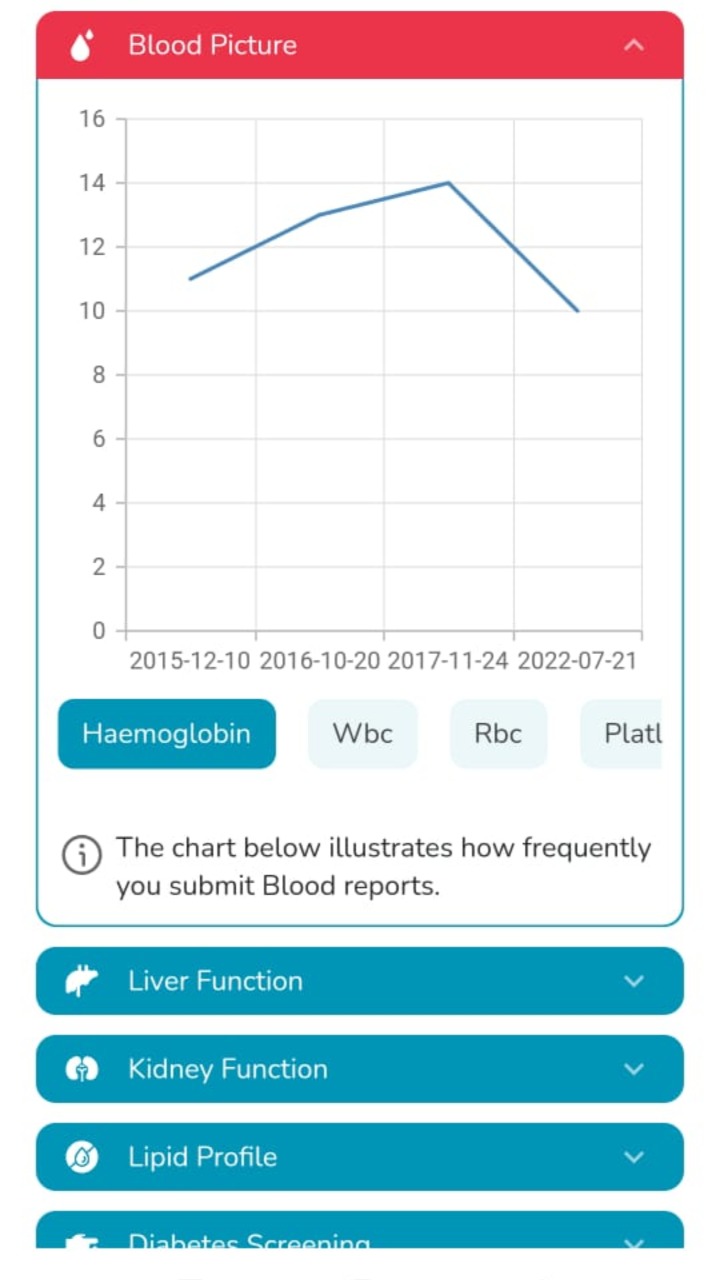 Blood Picture
16
14
12
10
8
6
4
2
0
2015-12-10 2016-10-20 2017-11-24 2022-07-21
Haemoglobin Wbc Rbc Platl
The chart below illustrates how frequently
you submit Blood reports.
Liver Function
Kidney Function
Lipid Profile
Diabetes Screening